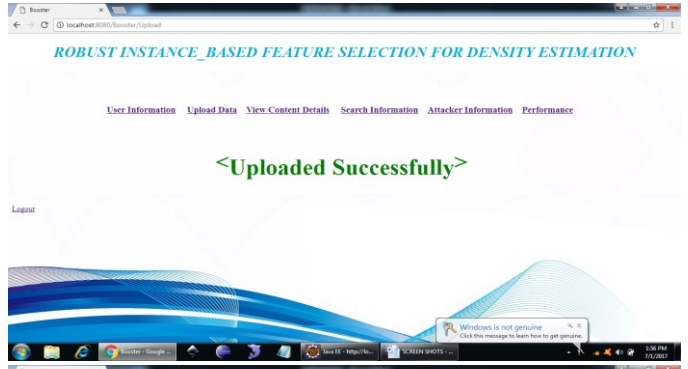 Booster
localhost:8080/Booster/Upload
ROBUST INSTANCE_BASED FEATURE SELECTION FOR DENSITY ESTIMATION
User Information Upload Data View Content Details Search Information Attacker Information Performance
<Uploaded Successfully>
Logout
Windows is not genuine
Click this message to learn how to get genuine.
Booster - Google ... Java EE - http://lo... SCREEN SHOTS - ... 1:56 PM
7/1/2017